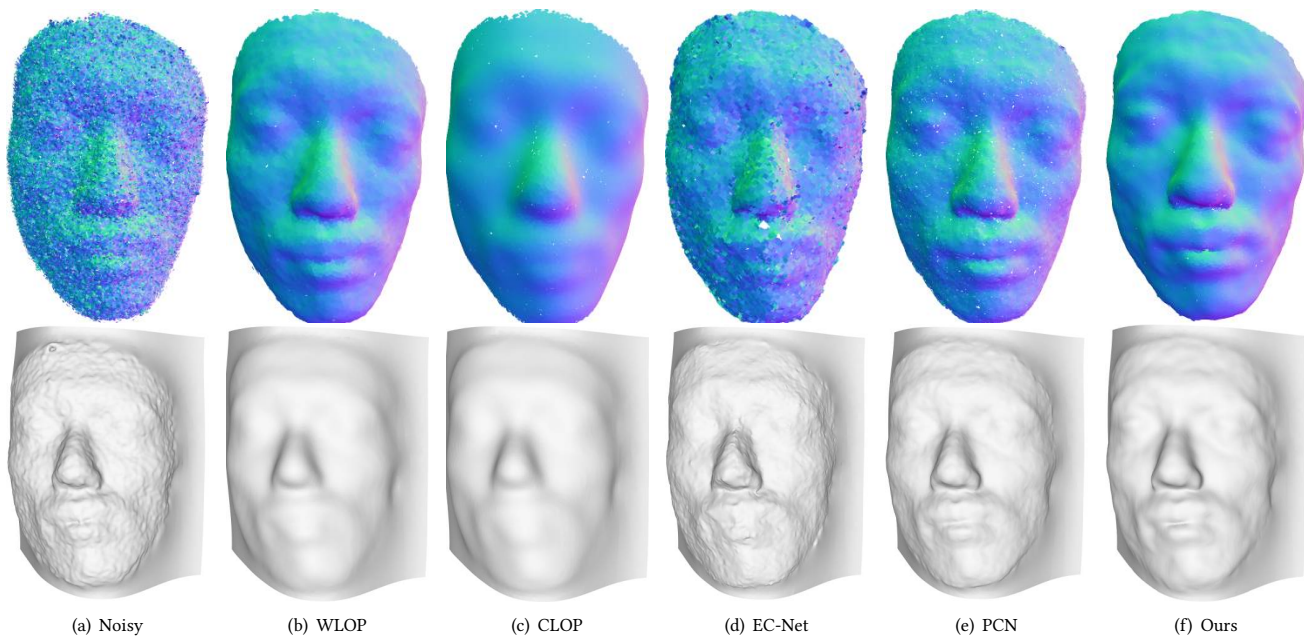 (a) Noisy
(b) WLOP
(c) CLOP
(d) EC-Net
(e) PCN
(f) Ours